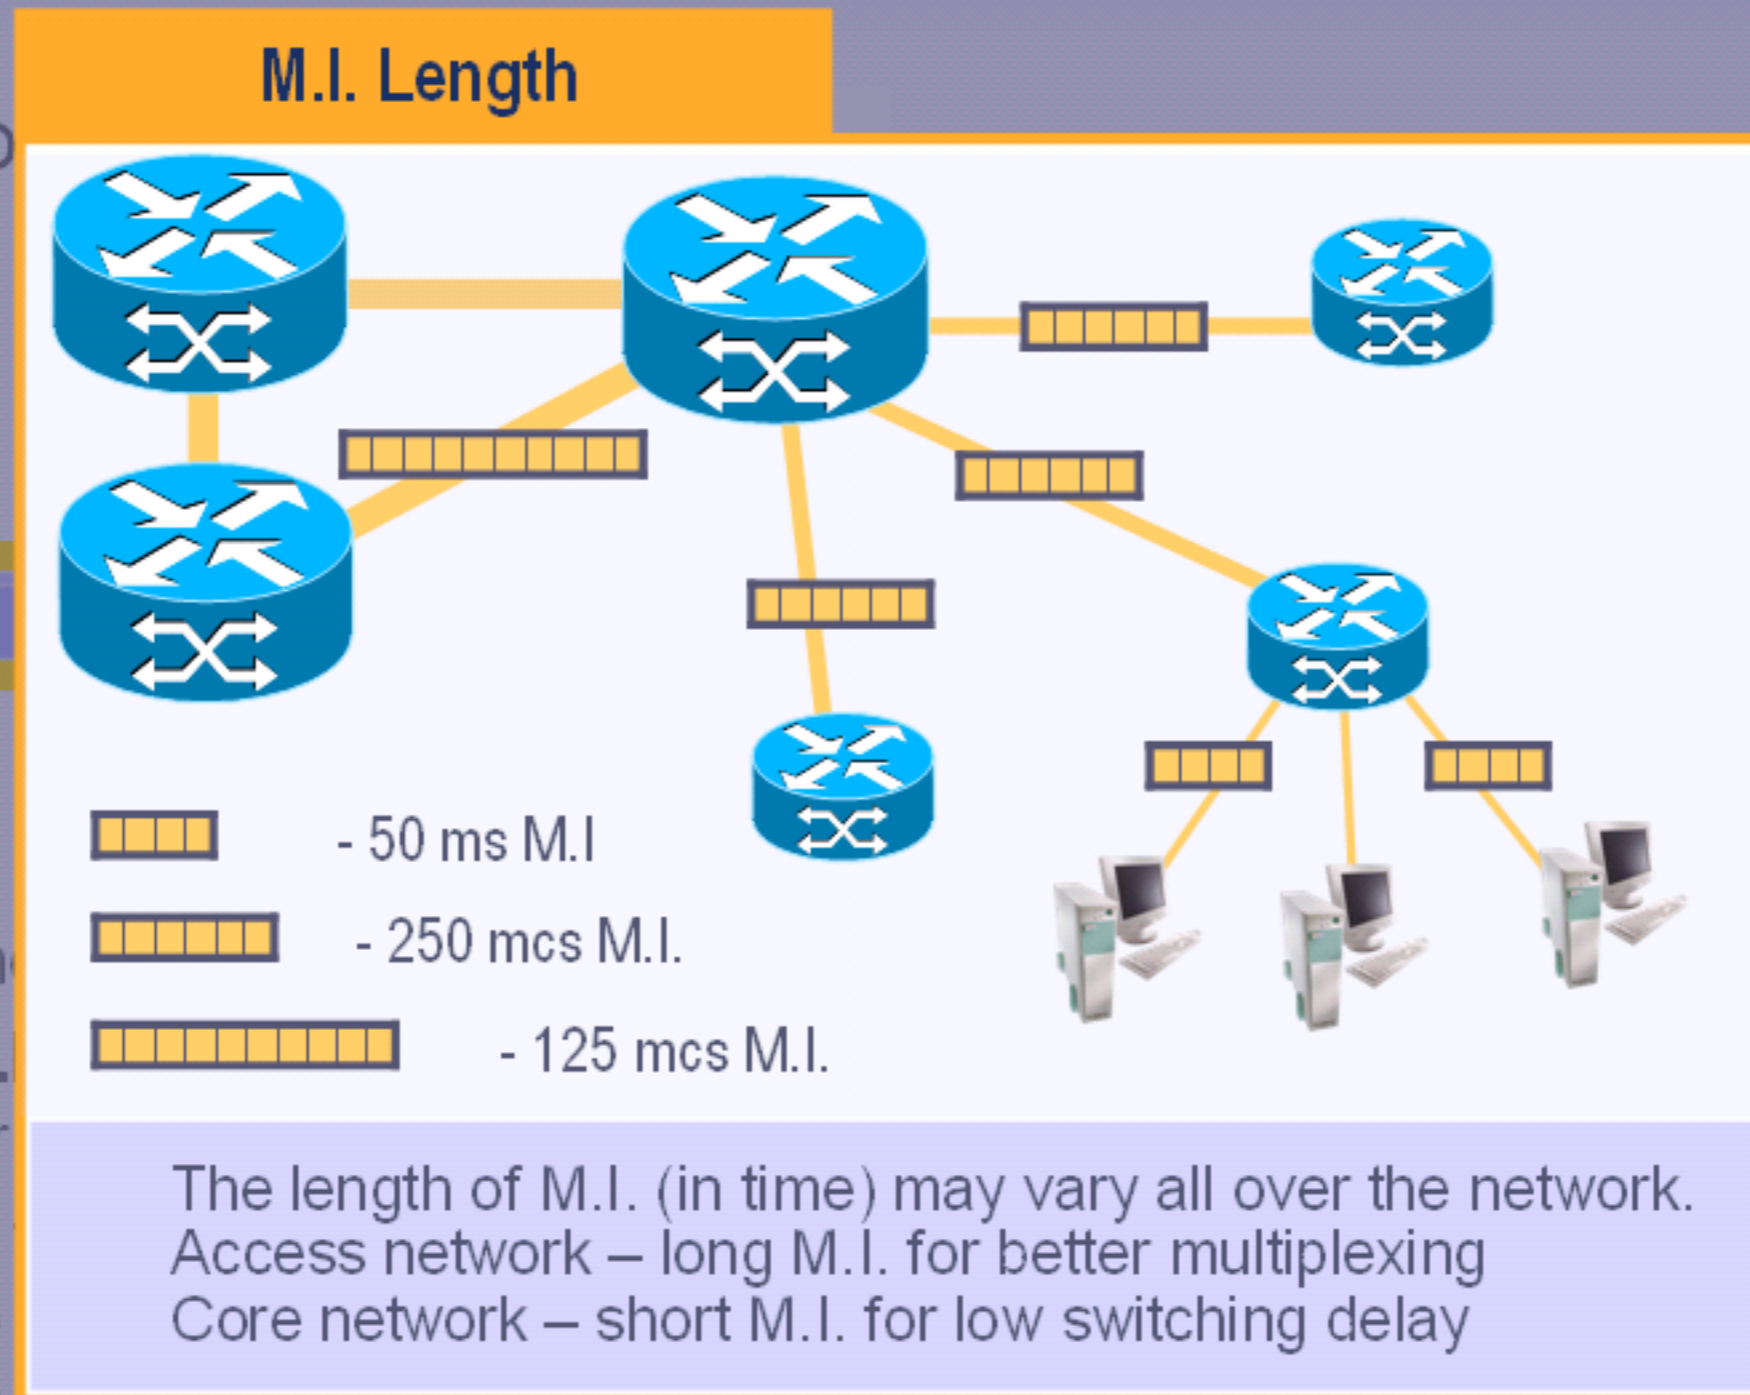 M.I. Length
- 50 ms M.I
- 250 mcs M.I.
- 125 mcs M.I.
The length of M.I. (in time) may vary all over the network.
Access network – long M.I. for better multiplexing
Core network – short M.I. for low switching delay